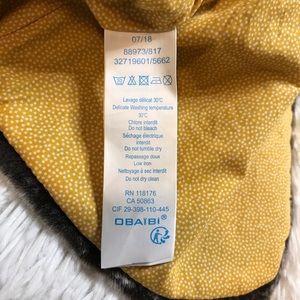 07/18
88973/817
32719601/5662
Lavage délicat 30°C
Delicate Washing temperature
30°C
Chlore interdit
Do not bleach
Séchage électrique
interdit
Do not tumble dry
Repassage doux
Low iron
Nettoyage à sec interdit
Do not dry clean
RN 118176
CA 50863
CIF 29-398-110-445
OBAÏBI